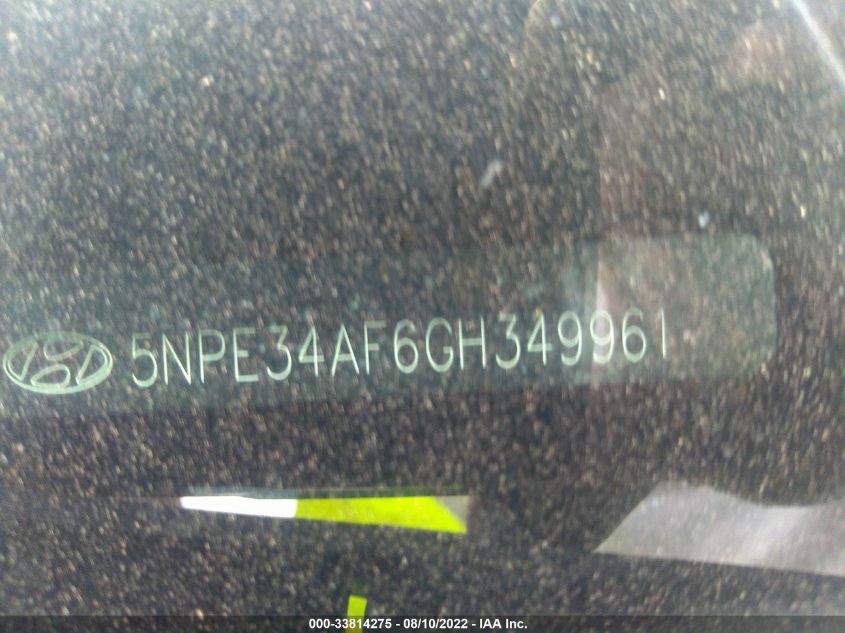 5NPE34AF6GH349961
000-33814275 - 08/10/2022 - IAA Inc.